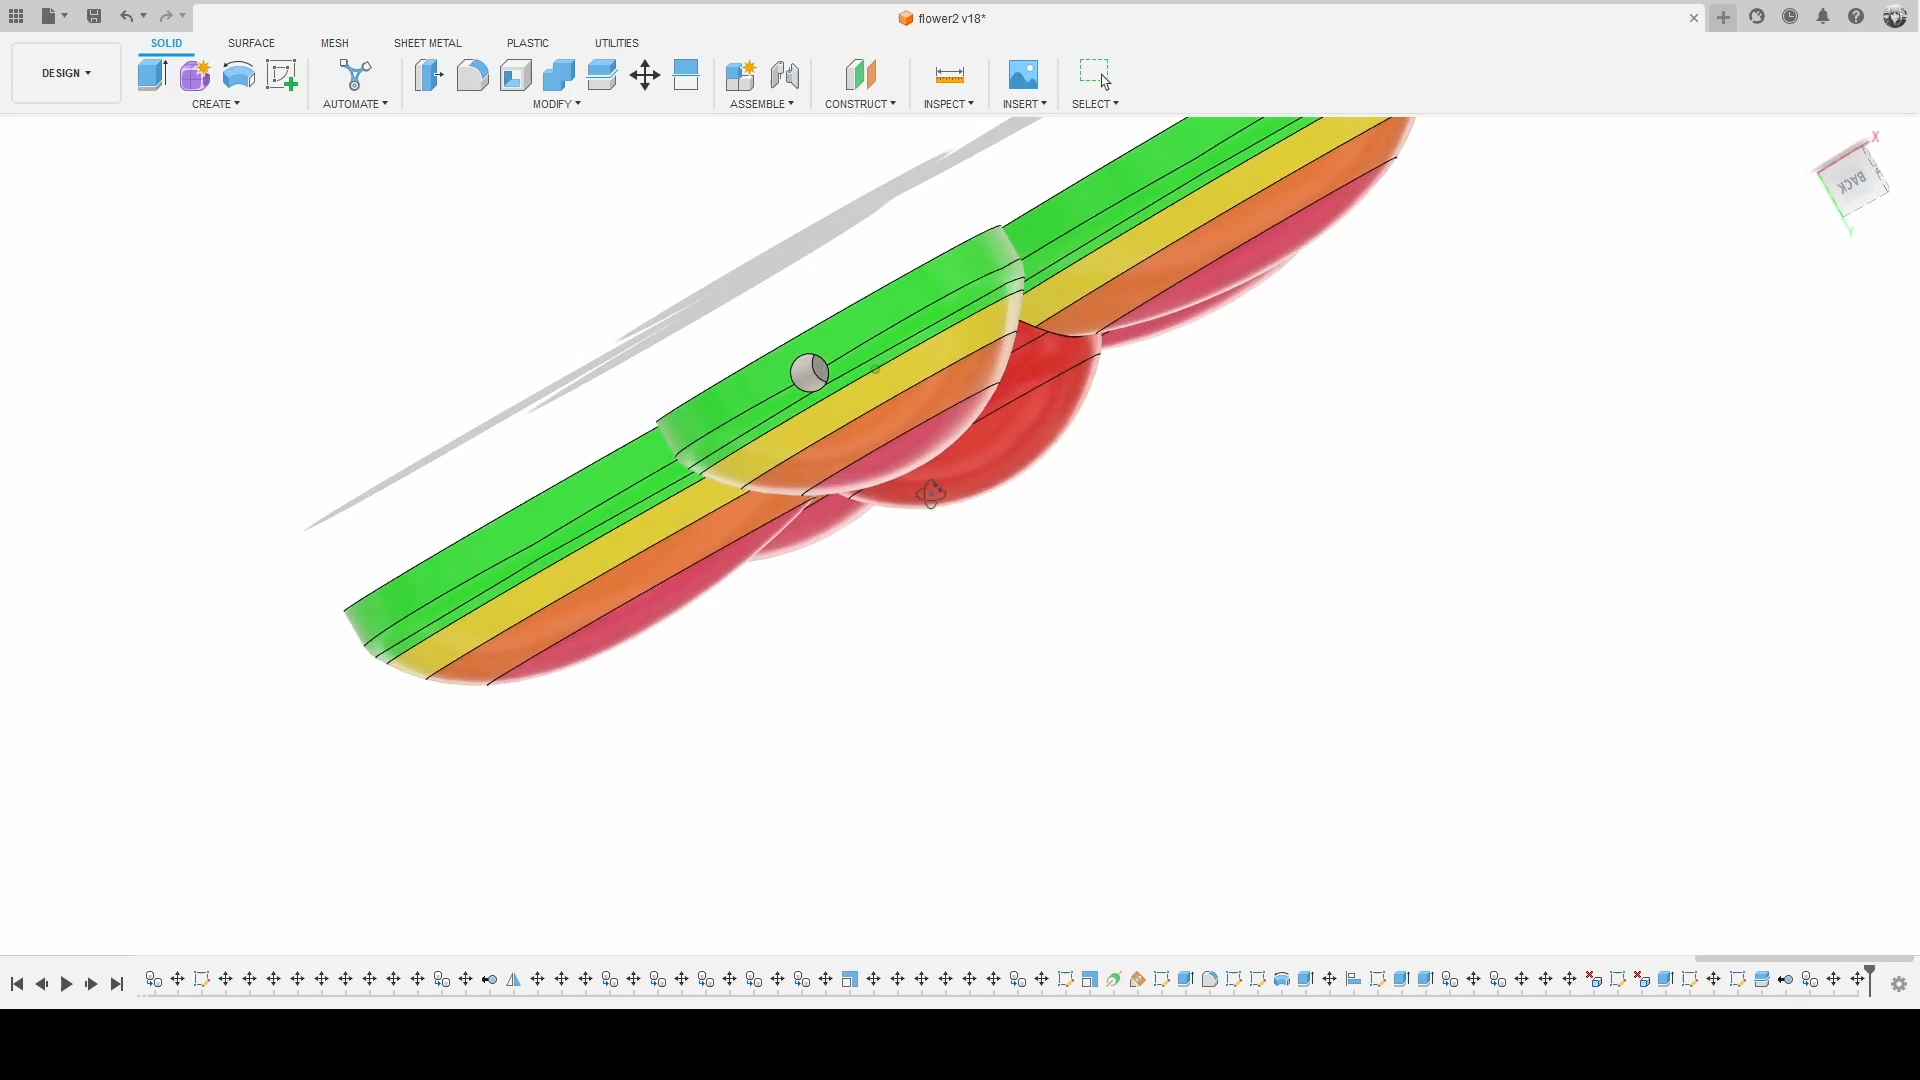 flower2 v18*
SOLID SURFACE MESH SHEET METAL PLASTIC UTILITIES
DESIGN
CREATE AUTOMATE MODIFY ASSEMBLE CONSTRUCT INSPECT INSERT SELECT
X
BACK
Y